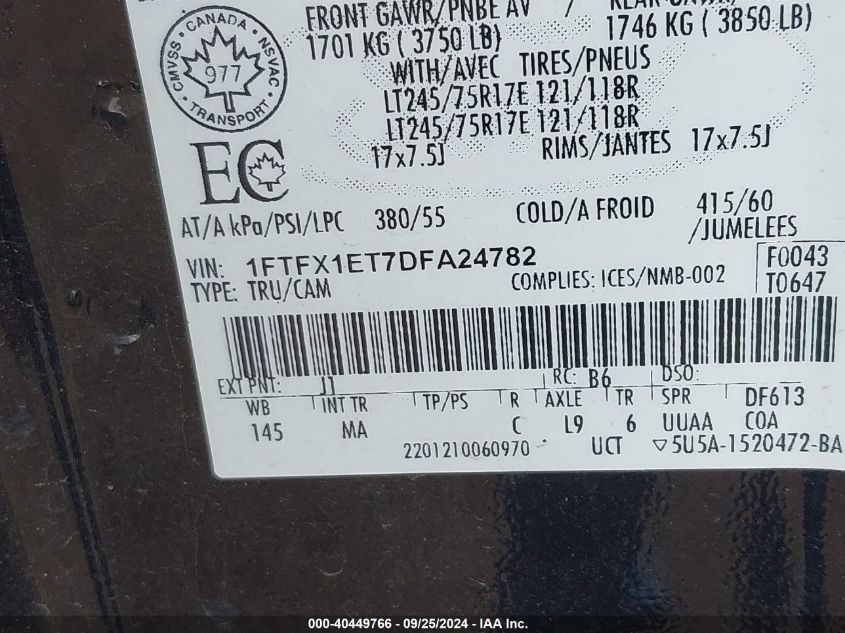 FRONT GAWR/PNBE AV /
1701 KG ( 3750 LB)
1746 KG ( 3850 LB)
WITH/AVEC TIRES/PNEUS
LT245/75R17E 121/118R
LT245/75R17E 121/118R
17x7.5J RIMS/JANTES 17x7.5J
CANADA
CMVSS NSVAC
977
TRANSPORT
EC
AT/A kPa/PSI/LPC 380/55 COLD/A FROID 415/60
/JUMELEES
VIN: 1FTFX1ET7DFA24782 F0043
TYPE: TRU/CAM COMPLIES: ICES/NMB-002 T0647
EXT PNT: J1 RC: B6 DSO:
WB INT TR TP/PS R AXLE TR SPR DF613
145 MA C L9 6 UUAA COA
2201210060970 UCT 5U5A-1520472-BA
000-40449766 - 09/25/2024 - IAA Inc.